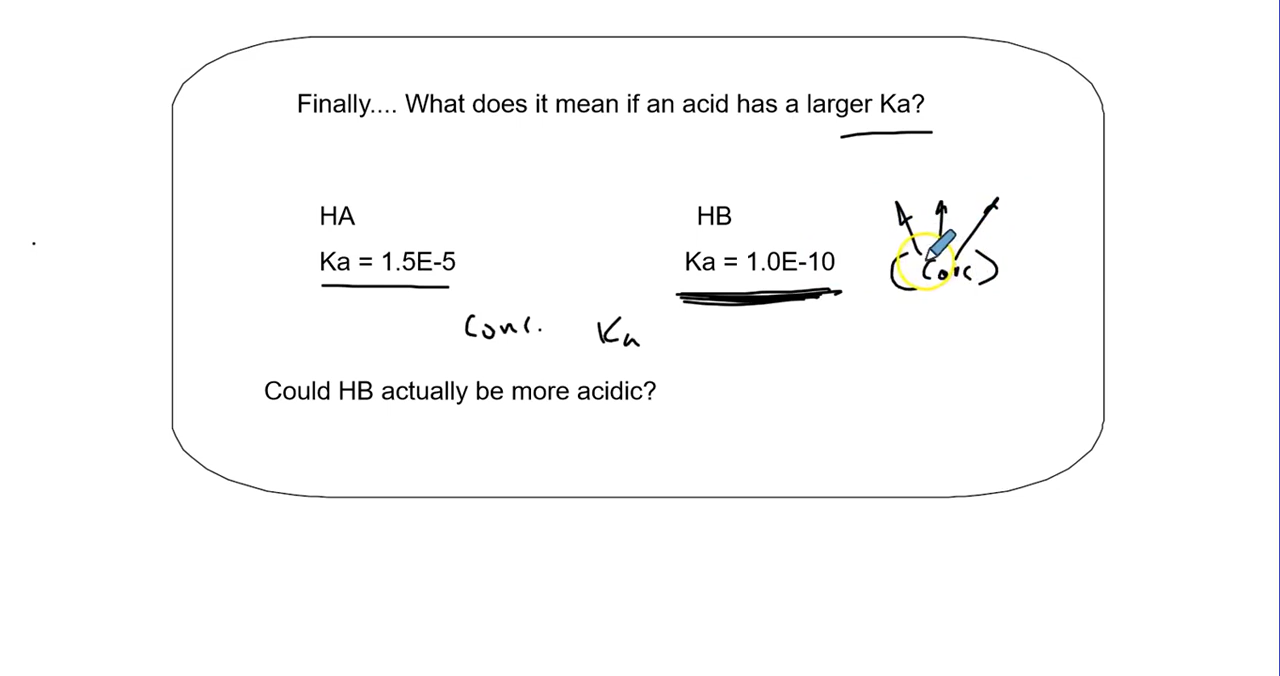 Finally.... What does it mean if an acid has a larger Ka?
HA
Ka = 1.5E-5
HB
Ka = 1.0E-10
(Conc)
Conc. Ka
Could HB actually be more acidic?